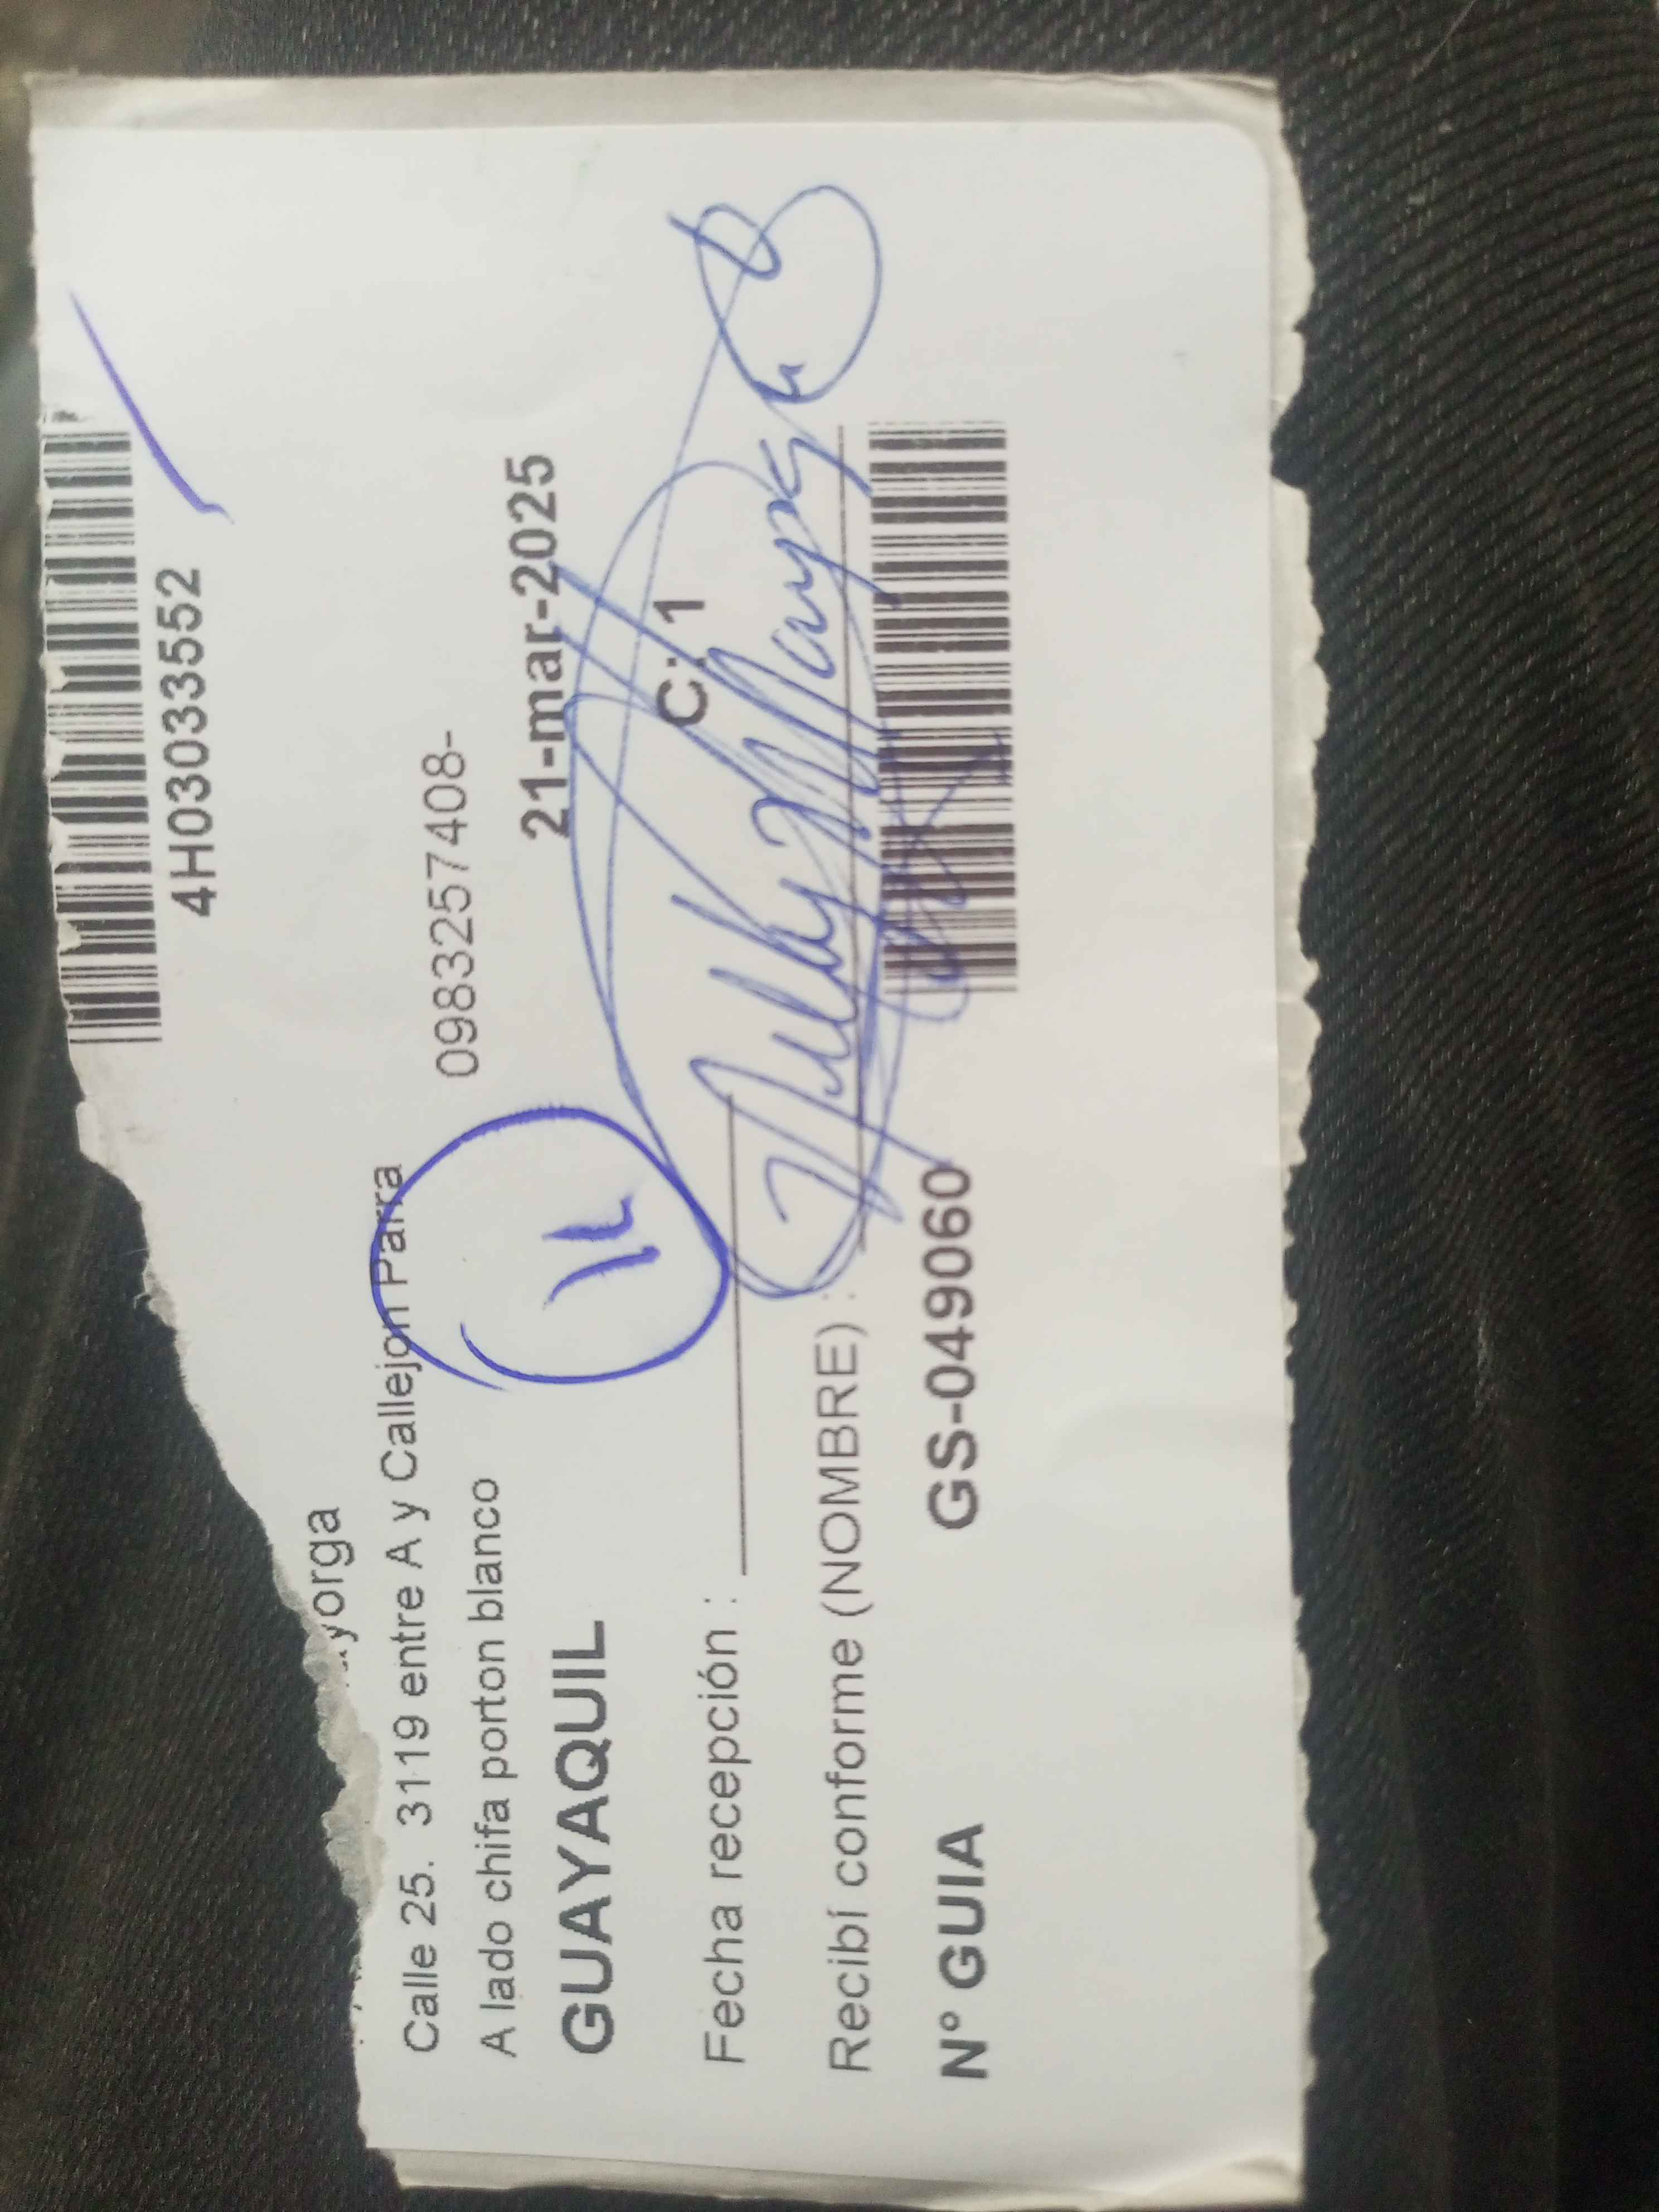 4H03033552
yorga
Calle 25. 3119 entre A y Callejon Parra
A lado chifa porton blanco
0983257408-
GUAYAQUIL
21-mar-2025
C: 1
Fecha recepción :
Recibí conforme (NOMBRE) :
N° GUIA GS-049060